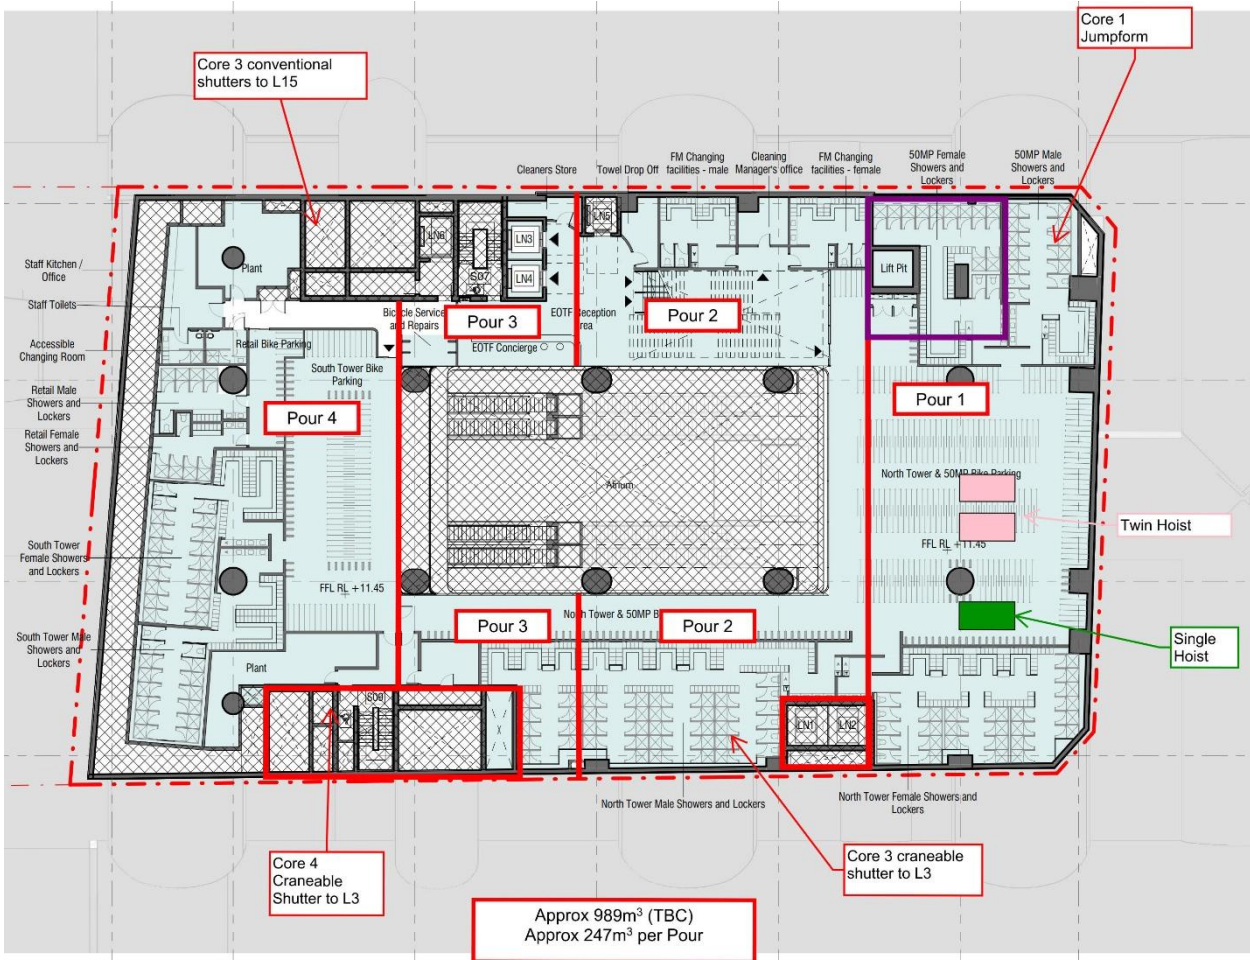 Core 1
Jumpform
Core 3 conventional
shutters to L15
Cleaners Store
Towel Drop Off
FM Changing
facilities - male
Cleaning
Manager's office
FM Changing
facilities - female
50MP Female
Showers and
Lockers
50MP Male
Showers and
Lockers
LN5
LN6
LN3
LN4
S07
Lift Pit
Staff Kitchen /
Office
Plant
Staff Toilets
Bicycle Service
and Repairs
Pour 3
EOTF Reception
Area
Pour 2
Accessible
Changing Room
Retail Bike Parking
EOTF Concierge
South Tower Bike
Parking
Retail Male
Showers and
Lockers
Pour 4
Pour 1
Retail Female
Showers and
Lockers
North Tower & 50MP Bike Parking
Atrium
Twin Hoist
FFL RL +11.45
South Tower
Female Showers
and Lockers
FFL RL +11.45
North Tower & 50MP B
Pour 3
Pour 2
Single
Hoist
South Tower Male
Showers and
Lockers
Plant
S09
LN1
LN2
North Tower Male Showers and Lockers
North Tower Female Showers and
Lockers
Core 4
Craneable
Shutter to L3
Core 3 craneable
shutter to L3
Approx 989m³ (TBC)
Approx 247m³ per Pour